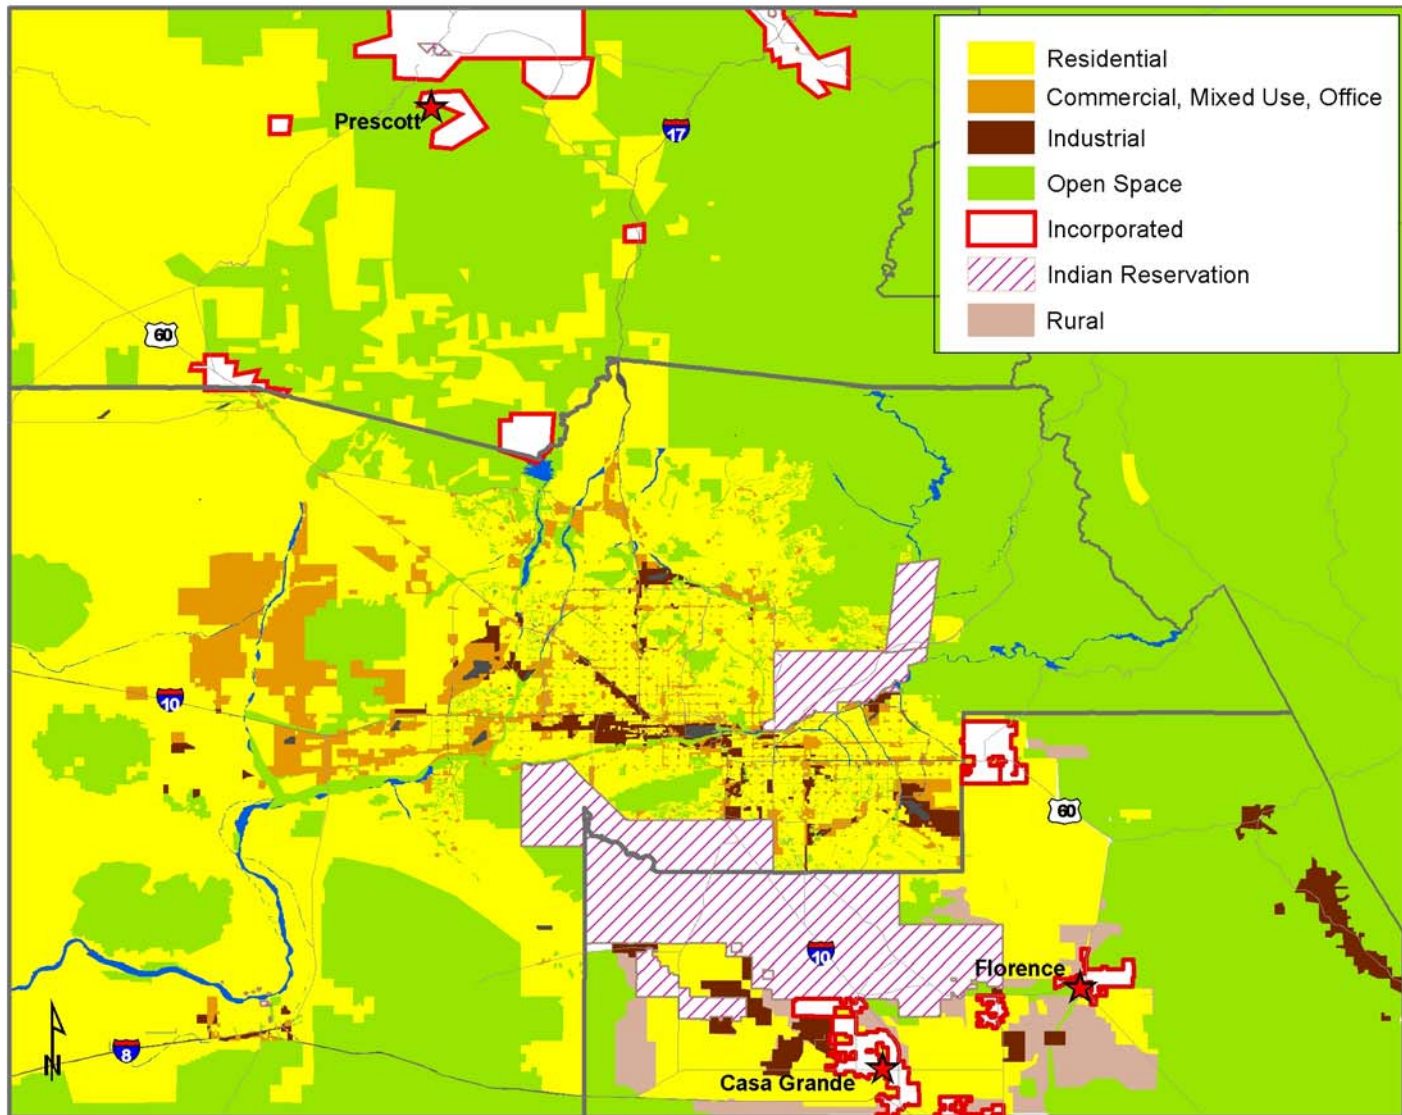 Residential
Commercial, Mixed Use, Office
Industrial
Open Space
Incorporated
Indian Reservation
Rural
Prescott
17
60
10
60
Florence
10
N
8
Casa Grande